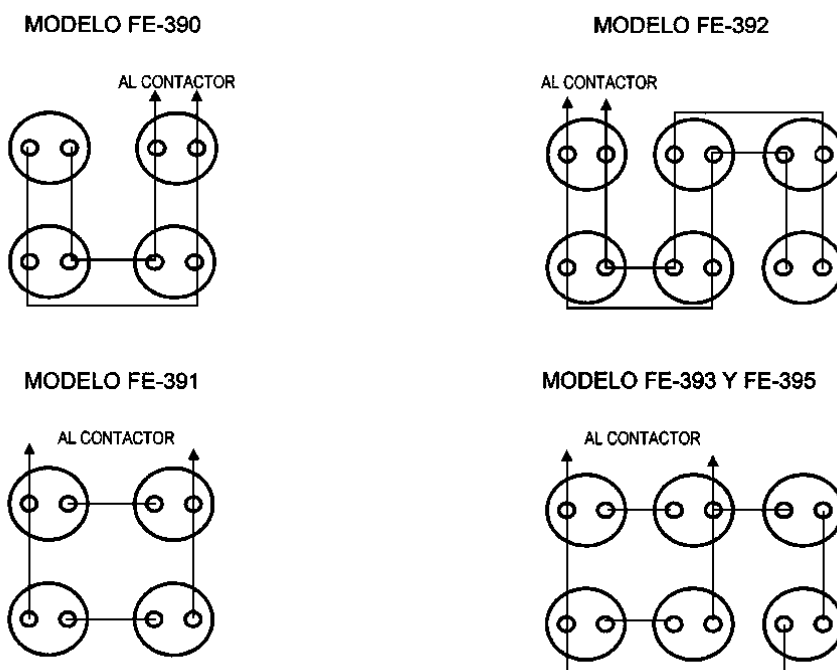 MODELO FE-390
AL CONTACTOR
MODELO FE-392
AL CONTACTOR
MODELO FE-391
AL CONTACTOR
MODELO FE-393 Y FE-395
AL CONTACTOR